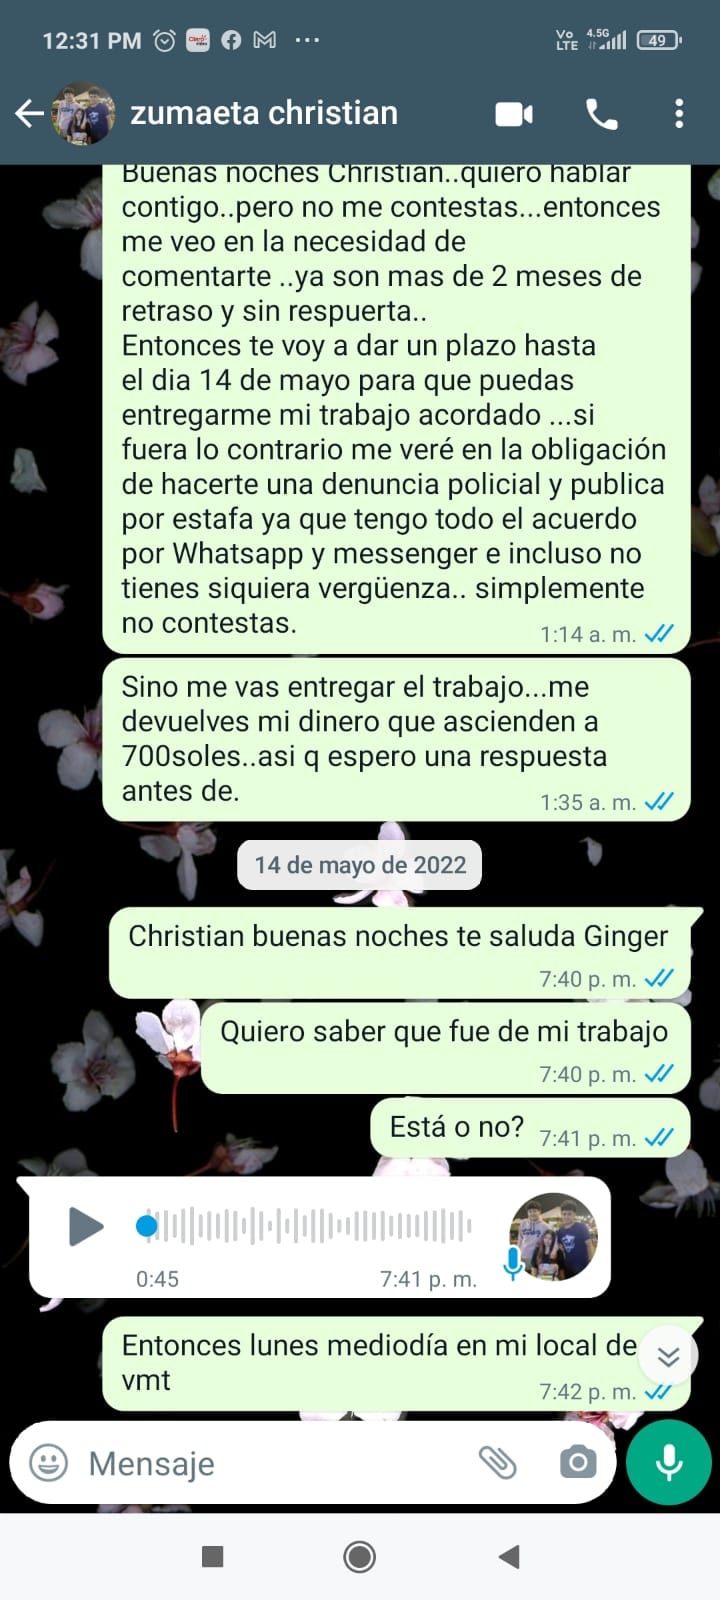 12:31 PM
Vo LTE 4.5G 49
zumaeta christian
Buenas noches Christian..quiero hablar
contigo..pero no me contestas...entonces
me veo en la necesidad de
comentarte ..ya son mas de 2 meses de
retraso y sin respuerta..
Entonces te voy a dar un plazo hasta
el dia 14 de mayo para que puedas
entregarme mi trabajo acordado ...si
fuera lo contrario me veré en la obligación
de hacerte una denuncia policial y publica
por estafa ya que tengo todo el acuerdo
por Whatsapp y messenger e incluso no
tienes siquiera vergüenza.. simplemente
no contestas.
1:14 a. m.
Sino me vas entregar el trabajo...me
devuelves mi dinero que ascienden a
700soles..asi q espero una respuesta
antes de.
1:35 a. m.
14 de mayo de 2022
Christian buenas noches te saluda Ginger
7:40 p. m.
Quiero saber que fue de mi trabajo
7:40 p. m.
Está o no? 7:41 p. m.
0:45 7:41 p. m.
Entonces lunes mediodía en mi local de
vmt
7:42 p. m.
Mensaje